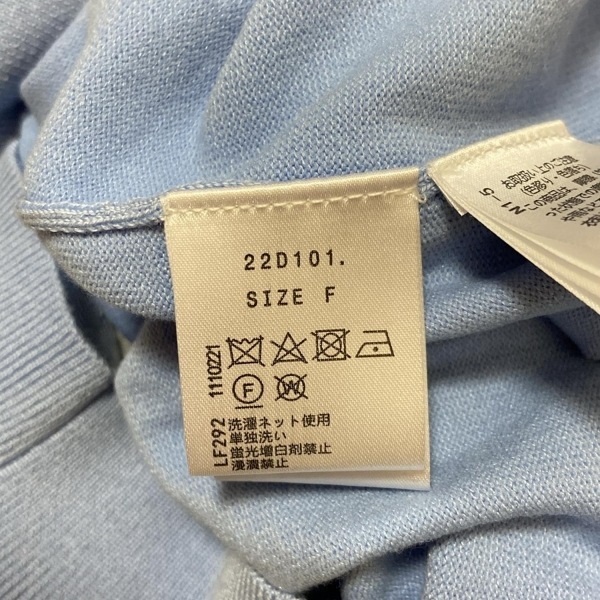 22D101.
SIZE F
1110221
F
W
LF292
洗濯ネット使用
単独洗い
蛍光増白剤禁止
浸漬禁止